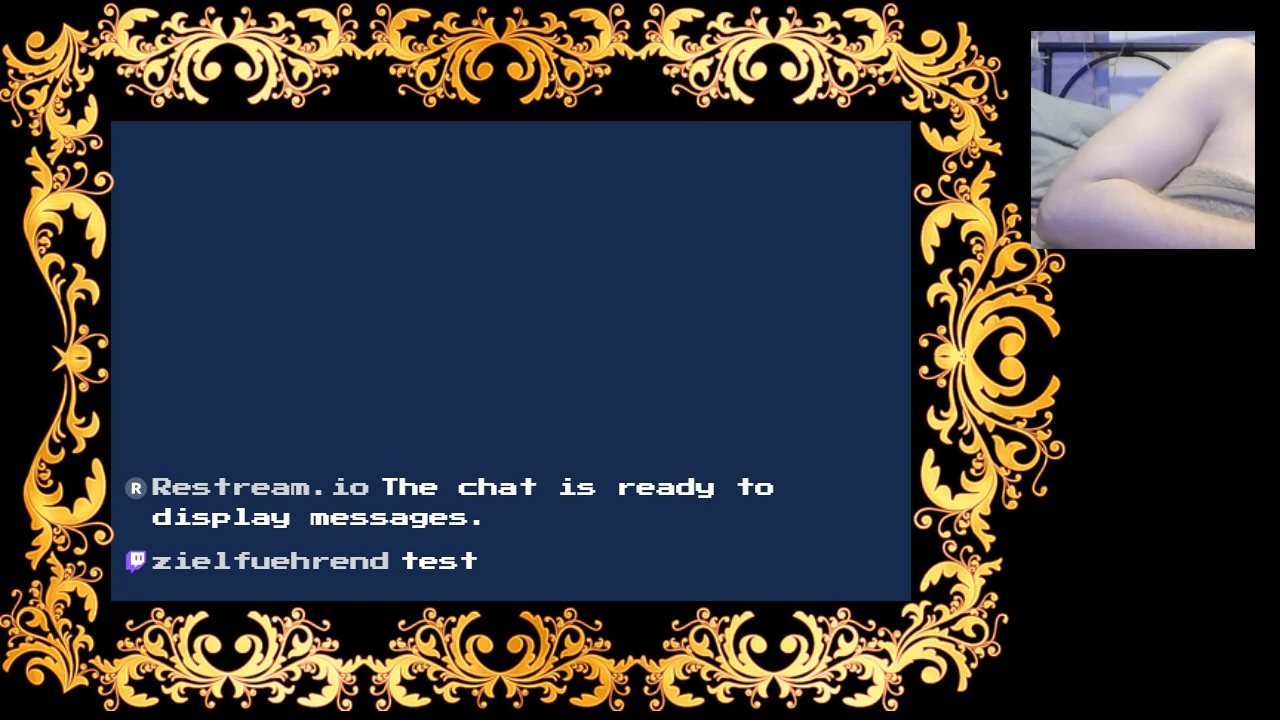 R Restream.io The chat is ready to
display messages.
zielfuehrend test